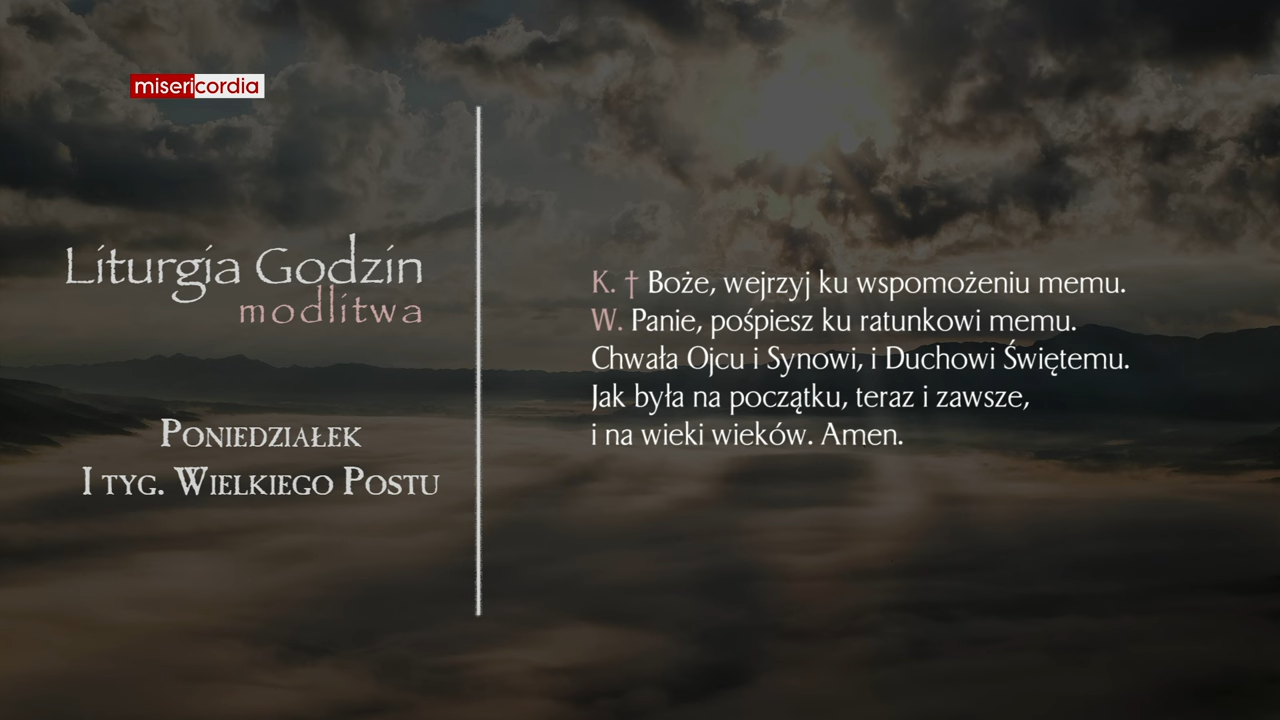 misericordia
Liturgia Godzin
modlitwa
Poniedziałek
I tyg. Wielkiego Postu
K. † Boże, wejrzyj ku wspomożeniu memu.
W. Panie, pośpiesz ku ratunkowi memu.
Chwała Ojcu i Synowi, i Duchowi Świętemu.
Jak była na początku, teraz i zawsze,
i na wieki wieków. Amen.